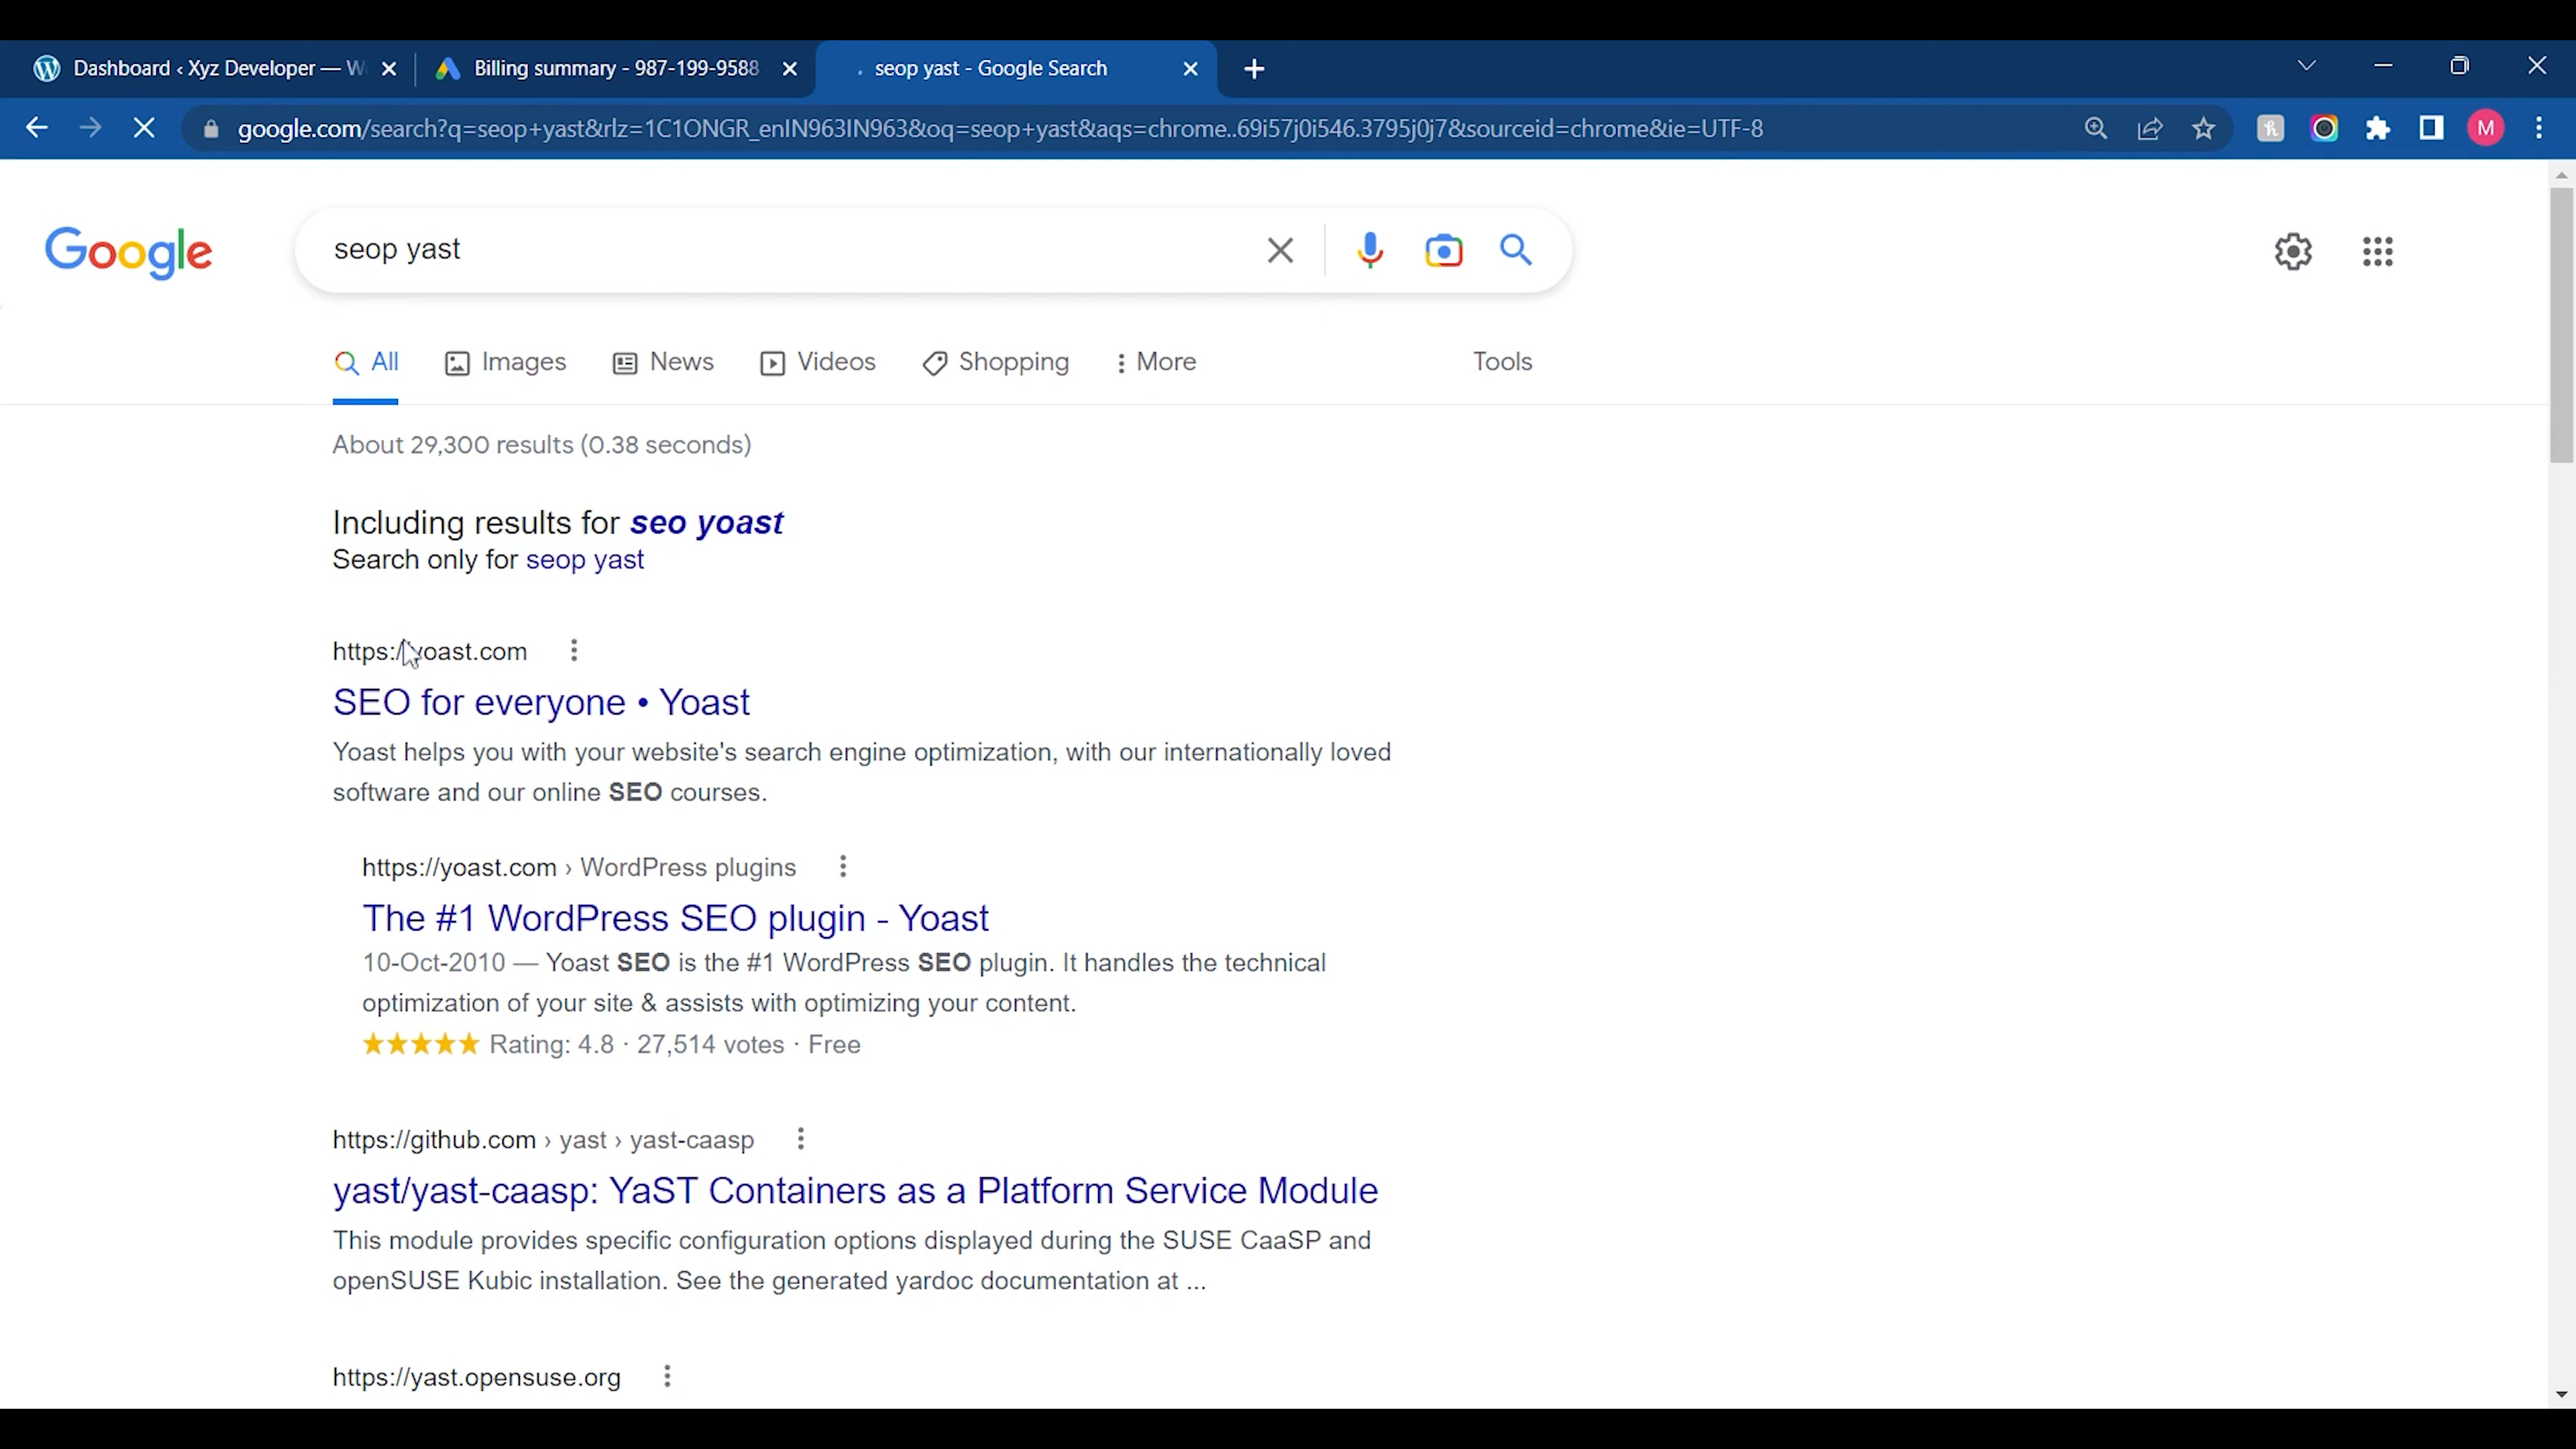 Dashboard ‹ Xyz Developer — W
Billing summary - 987-199-9588
seop yast - Google Search
google.com/search?q=seop+yast&rlz=1C1ONGR_enIN963IN963&oq=seop+yast&aqs=chrome..69i57j0i546.3795j0j7&sourceid=chrome&ie=UTF-8
M
Google
seop yast
All
Images
News
Videos
Shopping
More
Tools
About 29,300 results (0.38 seconds)
Including results for seo yoast
Search only for seop yast
https://yoast.com
SEO for everyone • Yoast
Yoast helps you with your website's search engine optimization, with our internationally loved
software and our online SEO courses.
https://yoast.com › WordPress plugins
The #1 WordPress SEO plugin - Yoast
10-Oct-2010 — Yoast SEO is the #1 WordPress SEO plugin. It handles the technical
optimization of your site & assists with optimizing your content.
Rating: 4.8 · 27,514 votes · Free
https://github.com › yast › yast-caasp
yast/yast-caasp: YaST Containers as a Platform Service Module
This module provides specific configuration options displayed during the SUSE CaaSP and
openSUSE Kubic installation. See the generated yardoc documentation at ...
https://yast.opensuse.org